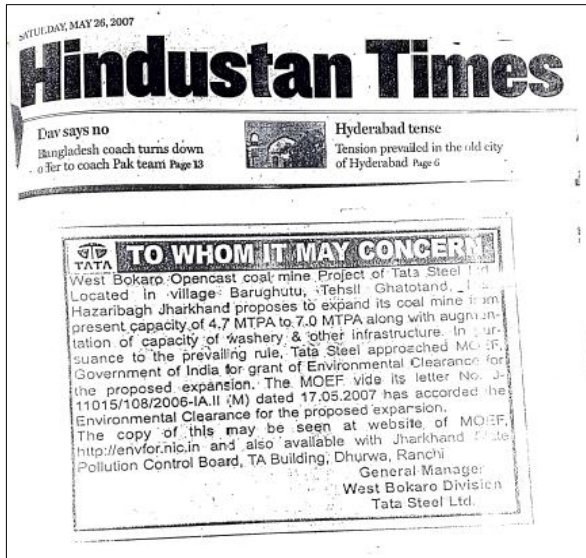 SATURDAY, MAY 26, 2007
Hindustan Times
Dav says no
Bangladesh coach turns down
offer to coach Pak team Page 13
Hyderabad tense
Tension prevailed in the old city
of Hyderabad Page 6
TATA
TO WHOM IT MAY CONCERN
West Bokaro Opencast coal mine Project of Tata Steel Ltd.
Located in village Barughutu, Tehsil Ghatotand,
Hazaribagh Jharkhand proposes to expand its coal mine from
present capacity of 4.7 MTPA to 7.0 MTPA along with augmen-
tation of capacity of washery & other infrastructure. In pur-
suance to the prevailing rule, Tata Steel approached MOEF,
Government of India for grant of Environmental Clearance for
the proposed expansion. The MOEF vide its letter No. J-
11015/108/2006-IA.II (M) dated 17.05.2007 has accorded the
Environmental Clearance for the proposed expansion.
The copy of this may be seen at website of MOEF,
http://envfor.nic.in and also available with Jharkhand State
Pollution Control Board, TA Building, Dhurwa, Ranchi
General Manager
West Bokaro Division
Tata Steel Ltd.